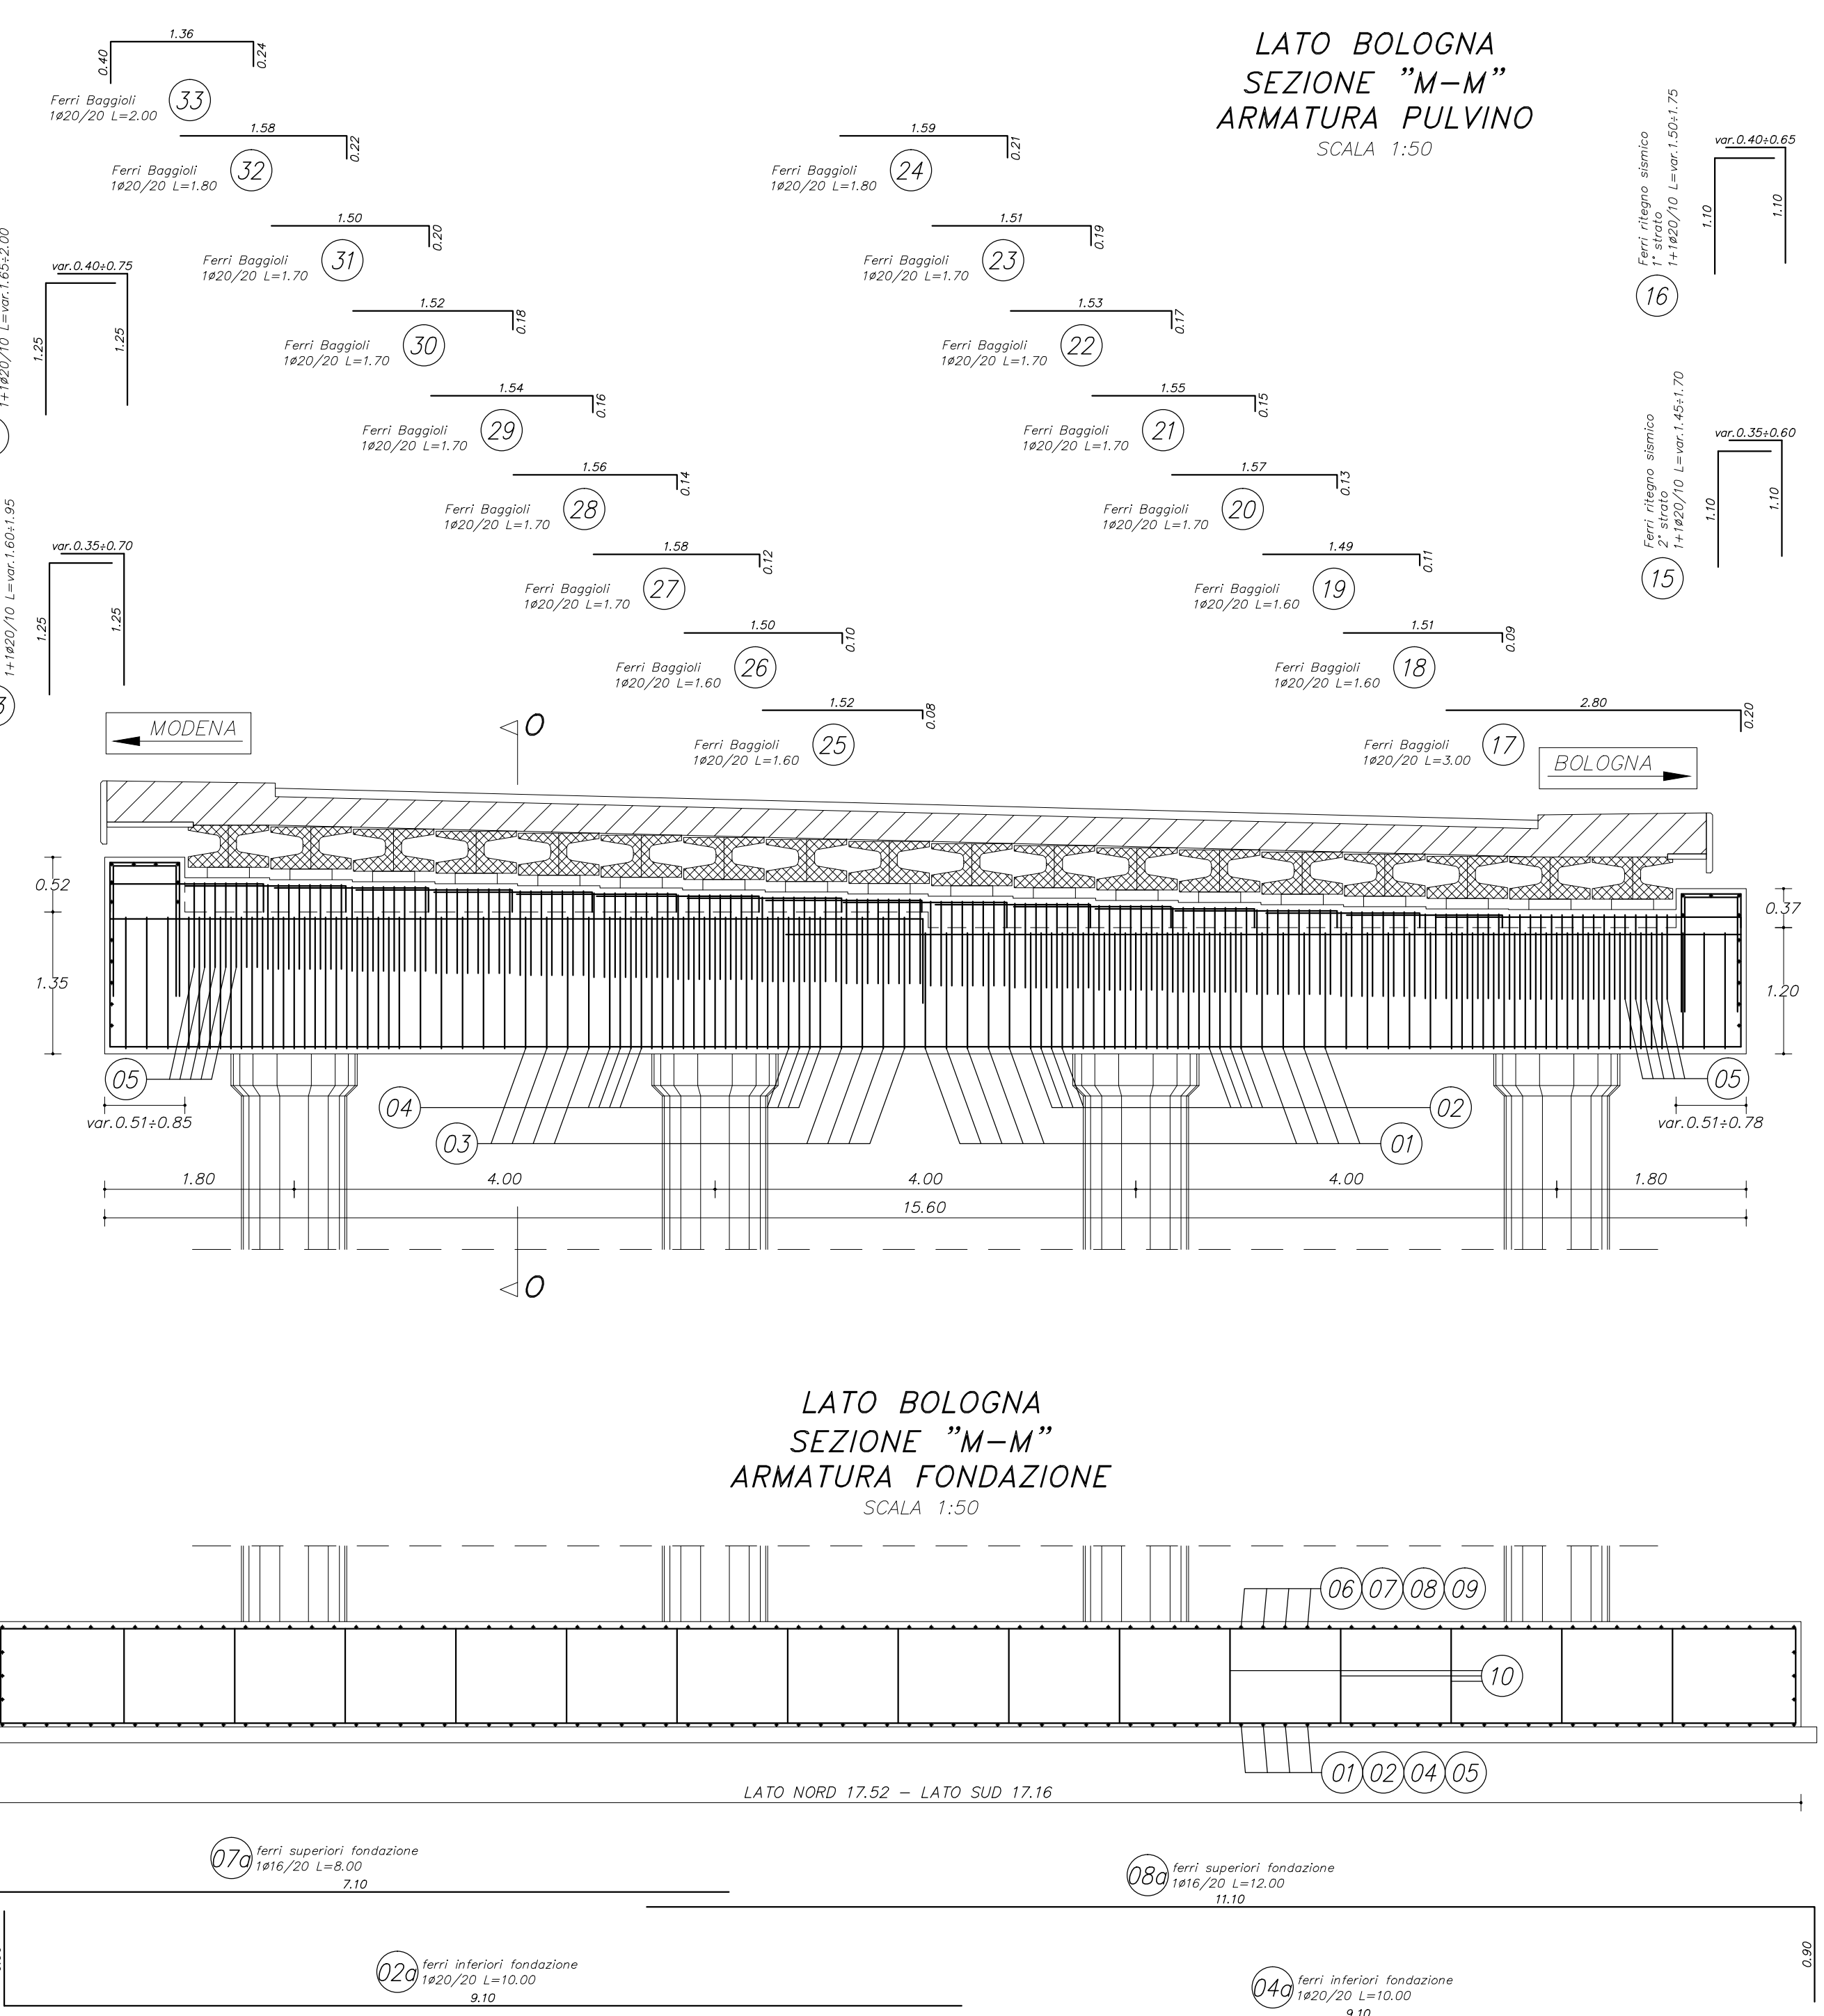 LATO BOLOGNA
SEZIONE "M-M"
ARMATURA PULVINO
SCALA 1:50
1.36
0.40
0.24
Ferri Baggioli
1ø20/20 L=2.00
33
1.58
0.22
Ferri Baggioli
1ø20/20 L=1.80
32
1.50
0.20
Ferri Baggioli
1ø20/20 L=1.70
31
1.52
0.18
Ferri Baggioli
1ø20/20 L=1.70
30
1.54
0.16
Ferri Baggioli
1ø20/20 L=1.70
29
1.56
0.14
Ferri Baggioli
1ø20/20 L=1.70
28
1.58
0.12
Ferri Baggioli
1ø20/20 L=1.70
27
1.50
0.10
Ferri Baggioli
1ø20/20 L=1.60
26
1.52
0.08
Ferri Baggioli
1ø20/20 L=1.60
25
1.59
0.21
Ferri Baggioli
1ø20/20 L=1.80
24
1.51
0.19
Ferri Baggioli
1ø20/20 L=1.70
23
1.53
0.17
Ferri Baggioli
1ø20/20 L=1.70
22
1.55
0.15
Ferri Baggioli
1ø20/20 L=1.70
21
1.57
0.13
Ferri Baggioli
1ø20/20 L=1.70
20
1.49
0.11
Ferri Baggioli
1ø20/20 L=1.60
19
1.51
0.09
Ferri Baggioli
1ø20/20 L=1.60
18
2.80
0.20
Ferri Baggioli
1ø20/20 L=3.00
17
1+1ø20/10 L=var.1.65÷2.00
var.0.40÷0.75
1.25
1.25
1+1ø20/10 L=var.1.60÷1.95
var.0.35÷0.70
1.25
1.25
Ferri ritegno sismico
1° strato
1+1ø20/10 L=var.1.50÷1.75
16
var.0.40÷0.65
1.10
1.10
Ferri ritegno sismico
2° strato
1+1ø20/10 L=var.1.45÷1.70
15
var.0.35÷0.60
1.10
1.10
MODENA
O
BOLOGNA
0.52
1.35
0.37
1.20
05
04
03
02
01
05
var.0.51÷0.85
var.0.51÷0.78
1.80
4.00
4.00
4.00
1.80
15.60
O
LATO BOLOGNA
SEZIONE "M-M"
ARMATURA FONDAZIONE
SCALA 1:50
06 07 08 09
10
01 02 04 05
LATO NORD 17.52 – LATO SUD 17.16
07a
ferri superiori fondazione
1ø16/20 L=8.00
7.10
08a
ferri superiori fondazione
1ø16/20 L=12.00
11.10
0.90
02a
ferri inferiori fondazione
1ø20/20 L=10.00
9.10
04a
ferri inferiori fondazione
1ø20/20 L=10.00
9.10